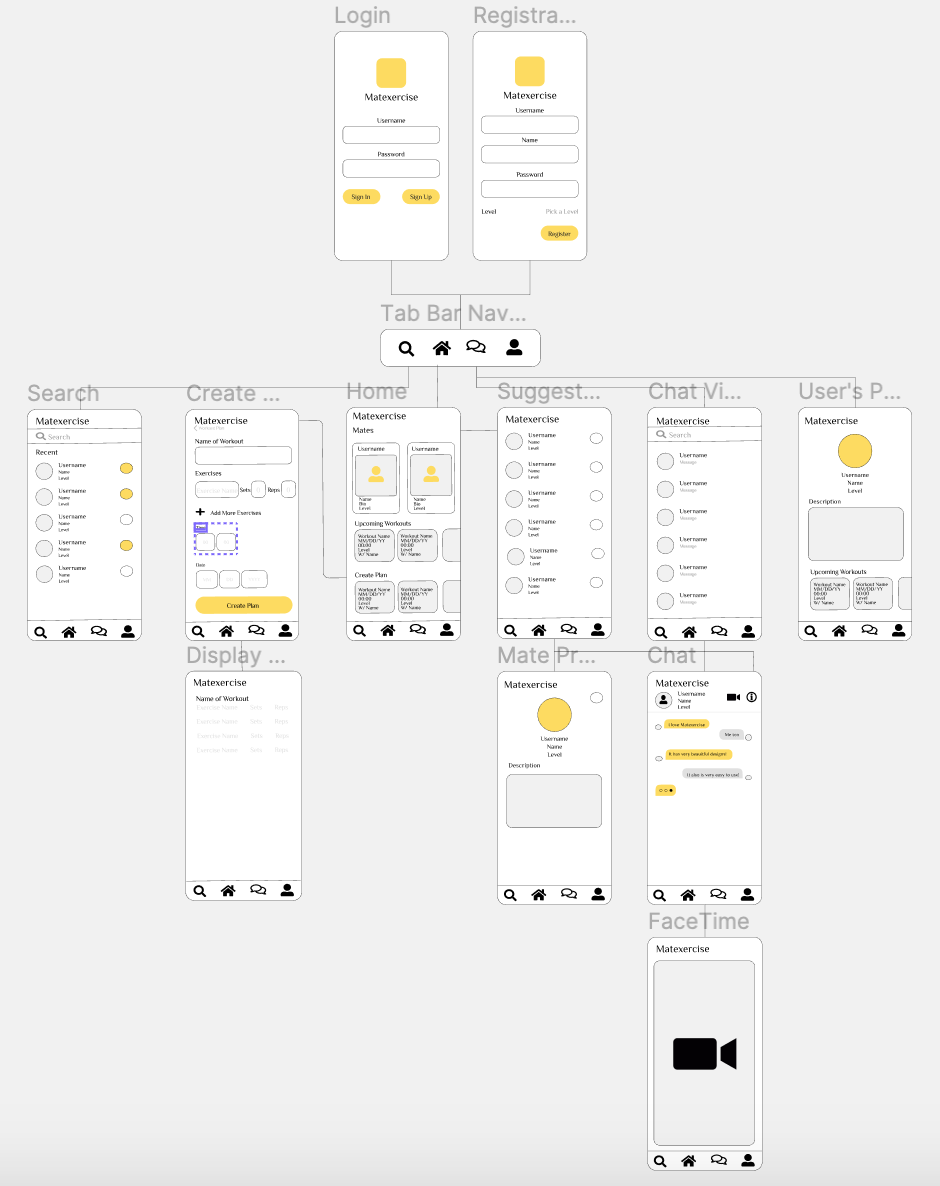 Login
Registra...
Matexercise
Username
Password
Sign In
Sign Up
Matexercise
Username
Name
Password
Level
Pick a Level
Register
Tab Bar Nav...
Search
Create ...
Home
Suggest...
Chat Vi...
User's P...
Matexercise
Search
Recent
Username
Name
Level
Username
Name
Level
Username
Name
Level
Username
Name
Level
Username
Name
Level
Matexercise
Name of Workout
Exercises
Exercise Name
Sets
Reps
Add More Exercises
Date
Create Plan
Matexercise
Mates
Username
Name
Bio
Level
Username
Name
Bio
Level
Upcoming Workouts
Workout Name
MM/DD/YY
00:00
Level
W/ Name
Workout Name
MM/DD/YY
00:00
Level
W/ Name
Create Plan
Workout Name
MM/DD/YY
00:00
Level
W/ Name
Workout Name
MM/DD/YY
00:00
Level
W/ Name
Matexercise
Username
Name
Level
Username
Name
Level
Username
Name
Level
Username
Name
Level
Username
Name
Level
Username
Name
Level
Matexercise
Search
Username
Message
Username
Message
Username
Message
Username
Message
Username
Message
Username
Message
Matexercise
Username
Name
Level
Description
Upcoming Workouts
Workout Name
MM/DD/YY
00:00
Level
W/ Name
Workout Name
MM/DD/YY
00:00
Level
W/ Name
Display ...
Mate Pr...
Chat
Matexercise
Name of Workout
Exercise Name Sets Reps
Exercise Name Sets Reps
Exercise Name Sets Reps
Exercise Name Sets Reps
Matexercise
Username
Name
Level
Description
Matexercise
Username
Name
Level
I love Matexercise
Me too
It has very beautiful designs!
It also is very easy to use!
FaceTime
Matexercise